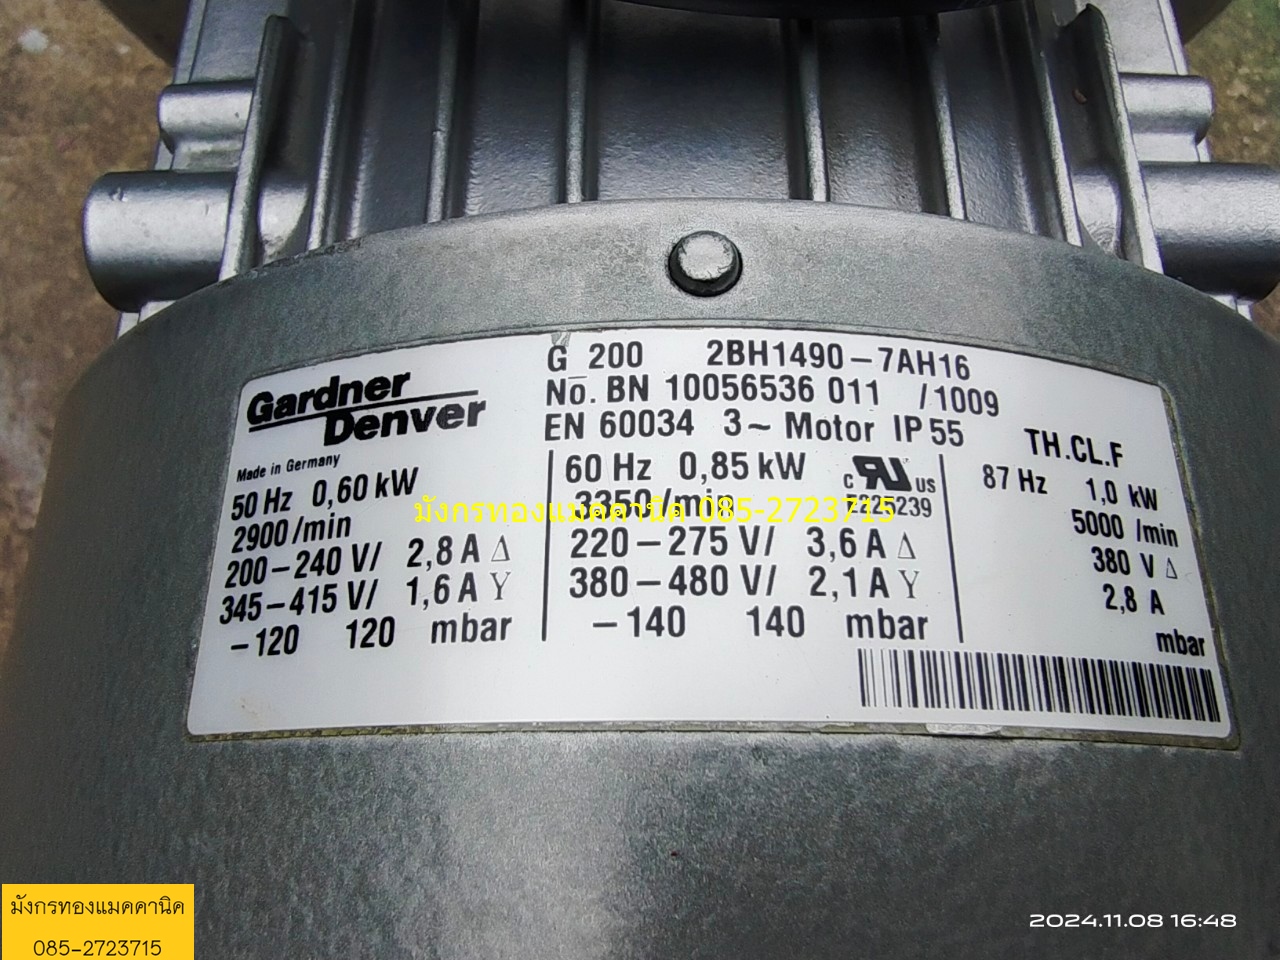 G 200 2BH1490-7AH16
Gardner Denver
No. BN 10056536 011 /1009
EN 60034 3~ Motor IP 55 TH.CL.F
Made in Germany
50 Hz 0,60 kW
2900/min
200-240 V/ 2,8 A Δ
345-415 V/ 1,6 A Y
-120 120 mbar
60 Hz 0,85 kW
c RU US
3350/min
E225239
220-275 V/ 3,6 A Δ
380-480 V/ 2,1 A Y
-140 140 mbar
87 Hz 1,0 kW
5000 /min
380 V Δ
2,8 A
mbar
มังกรทองแมคคานิค 085-2723715
มังกรทองแมคคานิค
085-2723715
2024.11.08 16:48